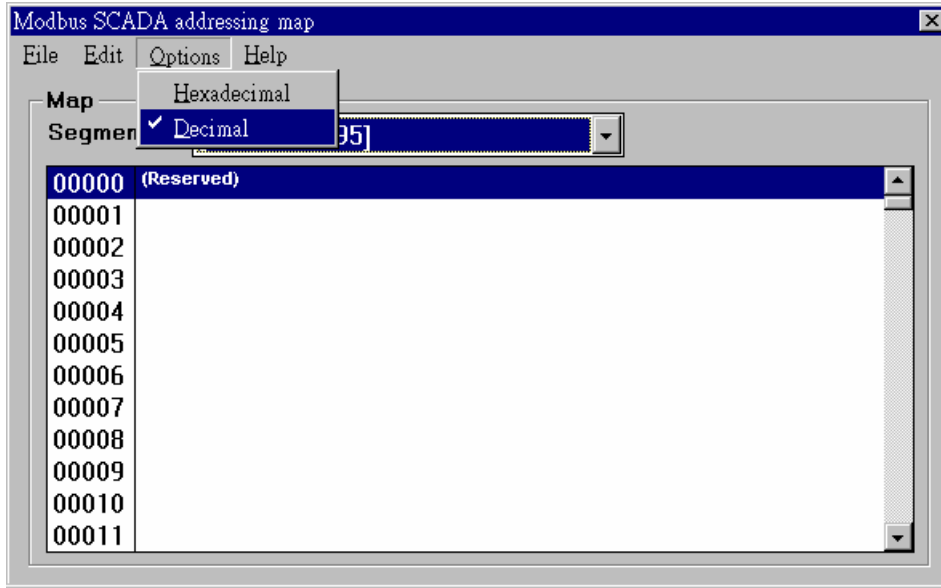 Modbus SCADA addressing map
File Edit Options Help
Hexadecimal
Decimal
Map
Segmen
95]
00000 (Reserved)
00001
00002
00003
00004
00005
00006
00007
00008
00009
00010
00011